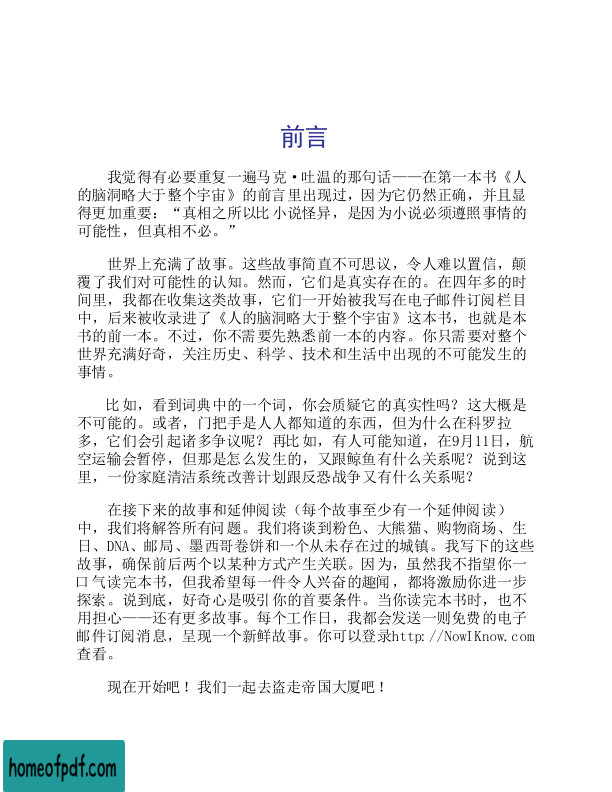 前言
我觉得有必要重复一遍马克·吐温的那句话——在第一本书《人
的脑洞略大于整个宇宙》的前言里出现过，因为它仍然正确，并且显
得更加重要：“真相之所以比小说怪异，是因为小说必须遵照事情的
可能性，但真相不必。”
世界上充满了故事。这些故事简直不可思议，令人难以置信，颠
覆了我们对可能性的认知。然而，它们是真实存在的。在四年多的时
间里，我都在收集这类故事，它们一开始被我写在电子邮件订阅栏目
中，后来被收录进了《人的脑洞略大于整个宇宙》这本书，也就是本
书的前一本。不过，你不需要先熟悉前一本的内容。你只需要对整个
世界充满好奇，关注历史、科学、技术和生活中出现的不可能发生的
事情。
比如，看到词典中的一个词，你会质疑它的真实性吗？这大概是
不可能的。或者，门把手是人人都知道的东西，但为什么在科罗拉
多，它们会引起诸多争议呢？再比如，有人可能知道，在9月11日，航
空运输会暂停，但那是怎么发生的，又跟鲸鱼有什么关系呢？说到这
里，一份家庭清洁系统改善计划跟反恐战争又有什么关系呢？
在接下来的故事和延伸阅读（每个故事至少有一个延伸阅读）
中，我们将解答所有问题。我们将谈到粉色、大熊猫、购物商场、生
日、DNA、邮局、墨西哥卷饼和一个从未存在过的城镇。我写下的这些
故事，确保前后两个以某种方式产生关联。因为，虽然我不指望你一
口气读完本书，但我希望每一件令人兴奋的趣闻，都将激励你进一步
探索。说到底，好奇心是吸引你的首要条件。当你读完本书时，也不
用担心——还有更多故事。每个工作日，我都会发送一则免费的电子
邮件订阅消息，呈现一个新鲜故事。你可以登录http://NowIKnow.com
查看。
现在开始吧！我们一起去盗走帝国大厦吧！
homeofpdf.com